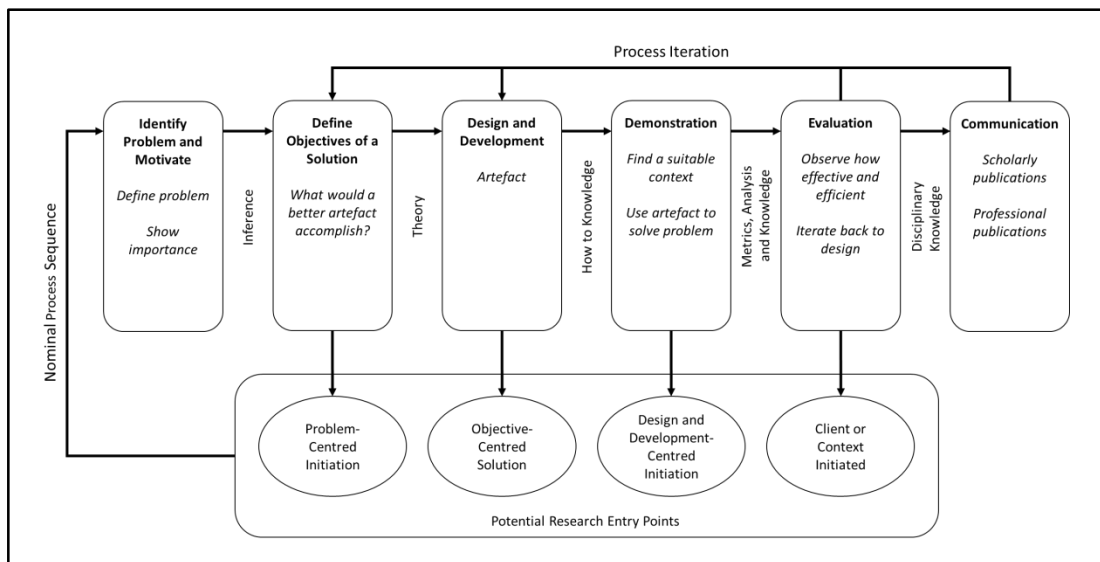 Process Iteration
Nominal Process Sequence
Identify
Problem and
Motivate
Define problem
Show
importance
Inference
Define
Objectives of a
Solution
What would a
better artefact
accomplish?
Theory
Design and
Development
Artefact
How to Knowledge
Demonstration
Find a suitable
context
Use artefact to
solve problem
Metrics, Analysis
and Knowledge
Evaluation
Observe how
effective and
efficient
Iterate back to
design
Disciplinary
Knowledge
Communication
Scholarly
publications
Professional
publications
Problem-
Centred
Initiation
Objective-
Centred
Solution
Design and
Development-
Centred
Initiation
Client or
Context
Initiated
Potential Research Entry Points